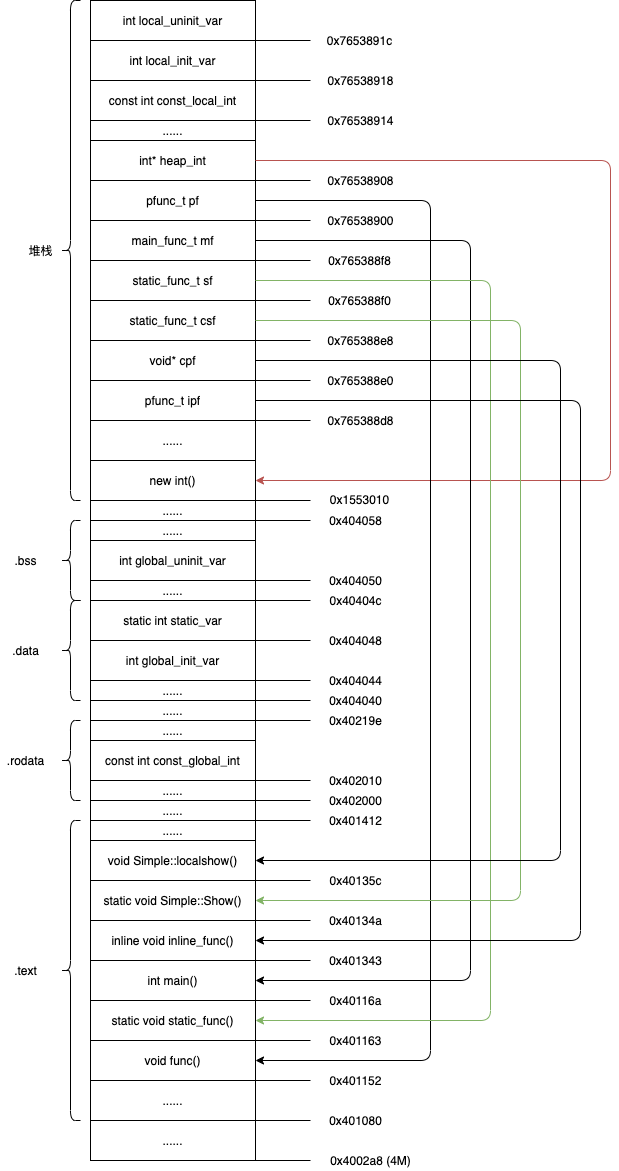 int local_uninit_var
0x7653891c
int local_init_var
0x76538918
const int const_local_int
0x76538914
......
int* heap_int
0x76538908
pfunc_t pf
0x76538900
main_func_t mf
堆栈
0x765388f8
static_func_t sf
0x765388f0
static_func_t csf
0x765388e8
void* cpf
0x765388e0
pfunc_t ipf
0x765388d8
......
new int()
0x1553010
......
0x404058
......
.bss
int global_uninit_var
0x404050
......
0x40404c
static int static_var
0x404048
.data
int global_init_var
0x404044
......
0x404040
......
0x40219e
......
.rodata
const int const_global_int
0x402010
......
0x402000
......
0x401412
......
void Simple::localshow()
0x40135c
static void Simple::Show()
0x40134a
inline void inline_func()
0x401343
.text
int main()
0x40116a
static void static_func()
0x401163
void func()
0x401152
......
0x401080
......
0x4002a8 (4M)